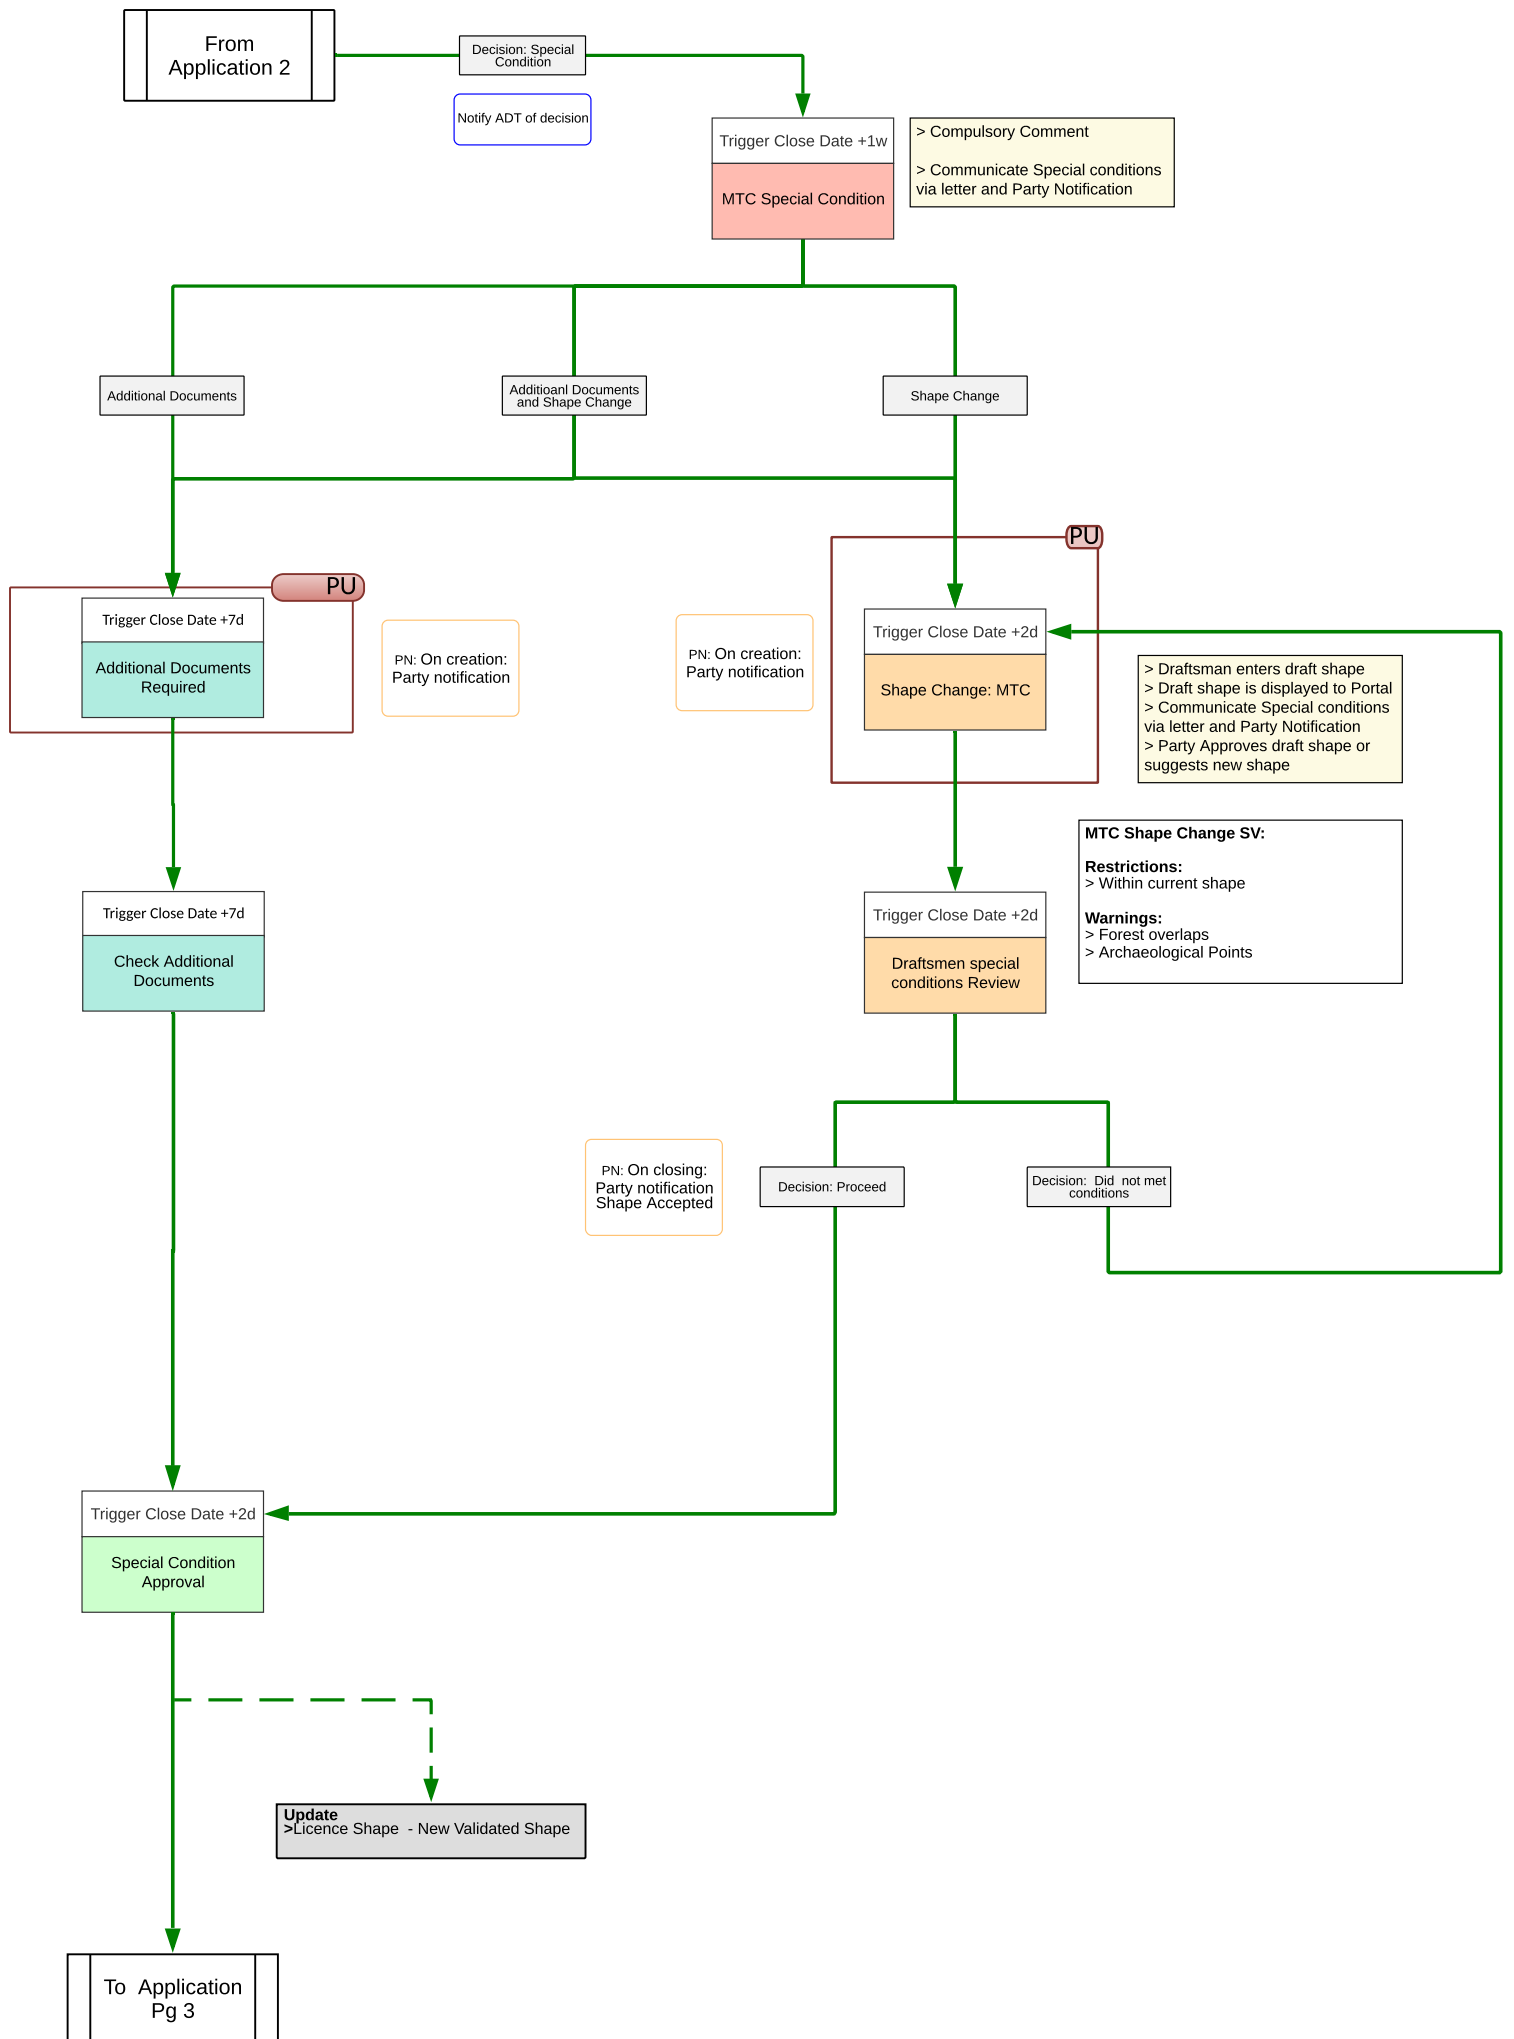 From
Application 2
Decision: Special
Condition
Notify ADT of decision
Trigger Close Date +1w
MTC Special Condition
> Compulsory Comment
> Communicate Special conditions
via letter and Party Notification
Additional Documents
Additioanl Documents
and Shape Change
Shape Change
PU
PU
Trigger Close Date +7d
Additional Documents
Required
PN: On creation:
Party notification
PN: On creation:
Party notification
Trigger Close Date +2d
Shape Change: MTC
> Draftsman enters draft shape
> Draft shape is displayed to Portal
> Communicate Special conditions
via letter and Party Notification
> Party Approves draft shape or
suggests new shape
MTC Shape Change SV:
Restrictions:
> Within current shape
Warnings:
> Forest overlaps
> Archaeological Points
Trigger Close Date +7d
Check Additional
Documents
Trigger Close Date +2d
Draftsmen special
conditions Review
PN: On closing:
Party notification
Shape Accepted
Decision: Proceed
Decision:  Did  not met
conditions
Trigger Close Date +2d
Special Condition
Approval
Update
>Licence Shape  - New Validated Shape
To  Application
Pg 3